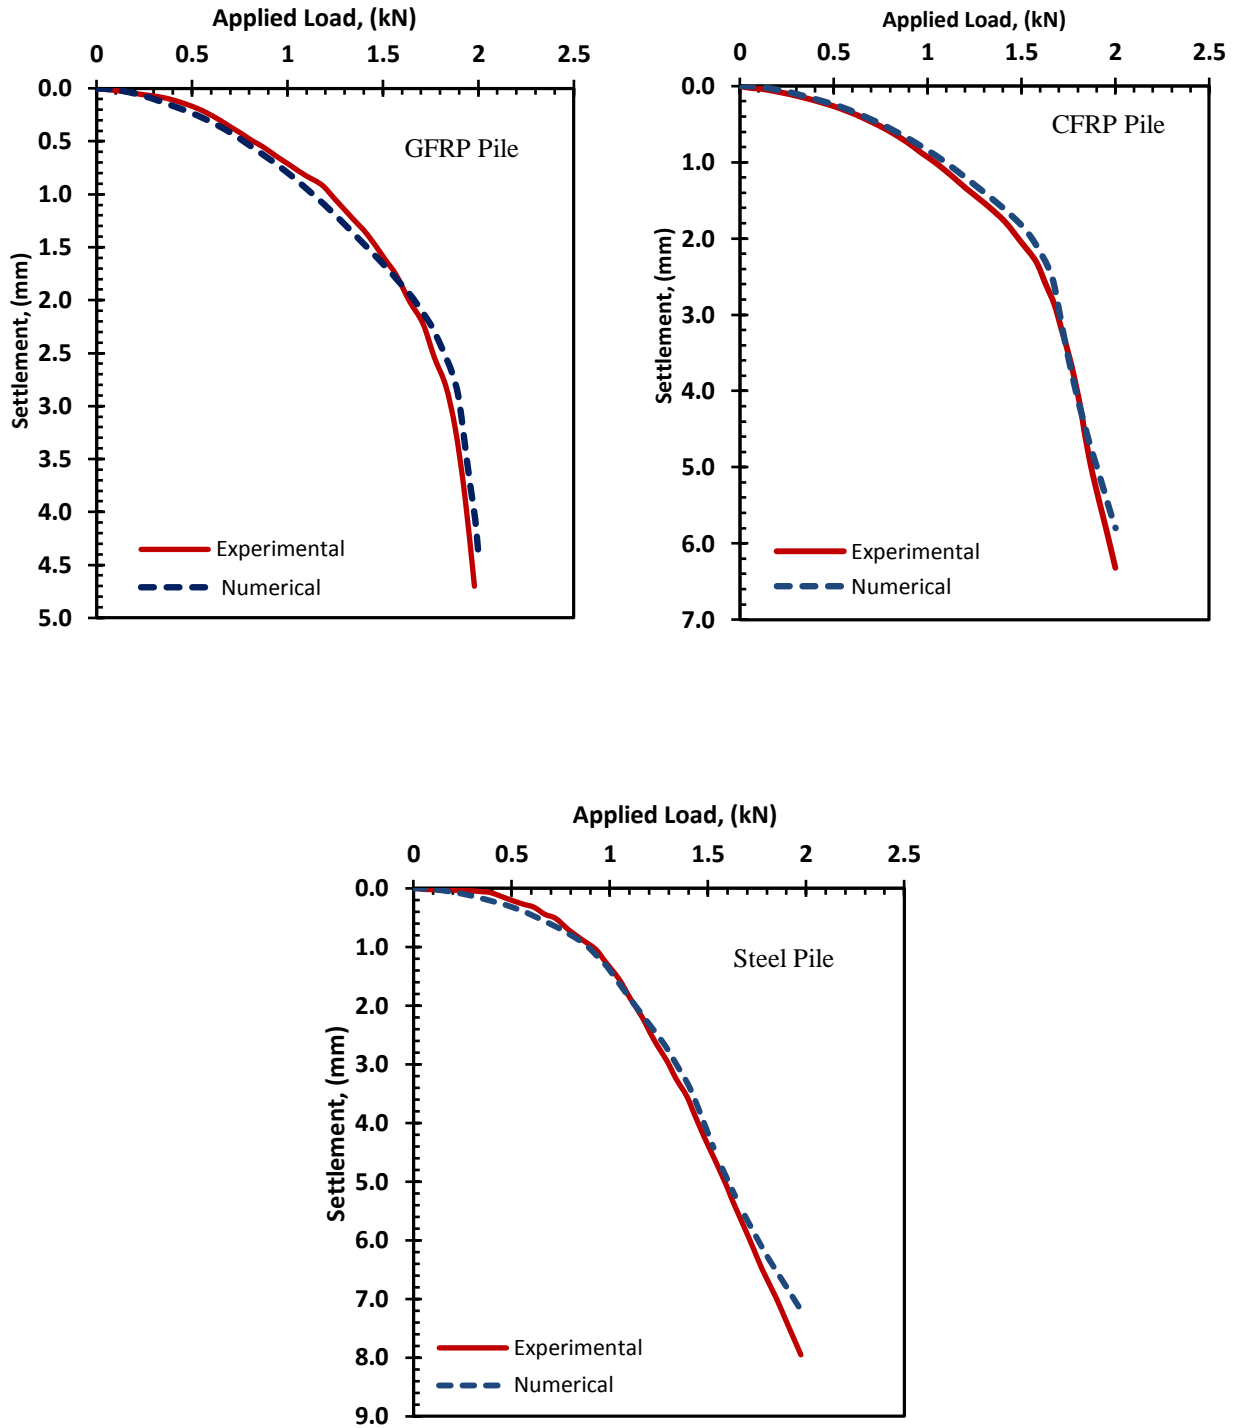 Applied Load, (kN)
0 0.5 1 1.5 2 2.5
0.0
0.5
1.0
1.5
2.0
2.5
3.0
3.5
4.0
4.5
5.0
Settlement, (mm)
GFRP Pile
Experimental
Numerical
Applied Load, (kN)
0 0.5 1 1.5 2 2.5
0.0
1.0
2.0
3.0
4.0
5.0
6.0
7.0
Settlement, (mm)
CFRP Pile
Experimental
Numerical
Applied Load, (kN)
0 0.5 1 1.5 2 2.5
0.0
1.0
2.0
3.0
4.0
5.0
6.0
7.0
8.0
9.0
Settlement, (mm)
Steel Pile
Experimental
Numerical